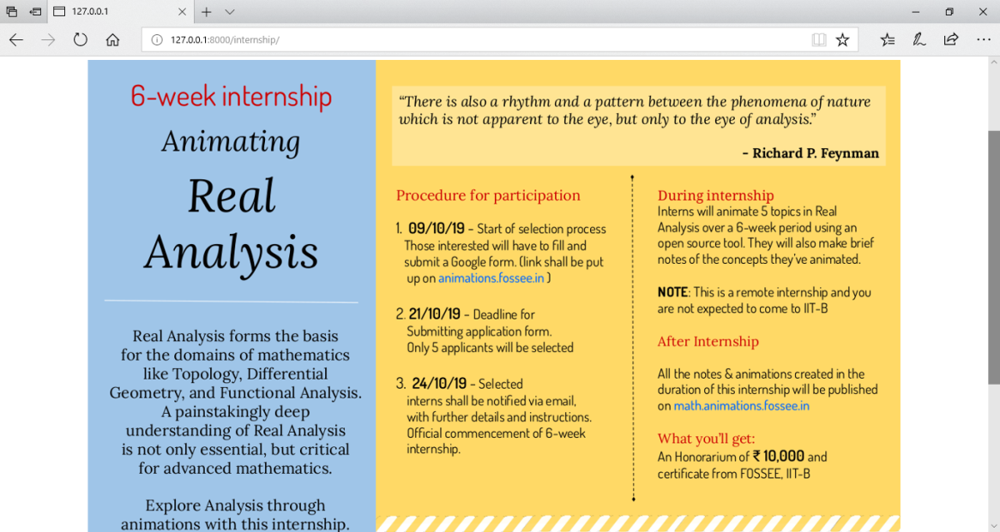 127.0.0.1
127.0.0.1:8000/internship/
6-week internship
Animating
Real
Analysis
Real Analysis forms the basis
for the domains of mathematics
like Topology, Differential
Geometry, and Functional Analysis.
A painstakingly deep
understanding of Real Analysis
is not only essential, but critical
for advanced mathematics.
Explore Analysis through
animations with this internship.
“There is also a rhythm and a pattern between the phenomena of nature
which is not apparent to the eye, but only to the eye of analysis.”
- Richard P. Feynman
Procedure for participation
1. 09/10/19 - Start of selection process
Those interested will have to fill and
submit a Google form. (link shall be put
up on animations.fossee.in )
2. 21/10/19 - Deadline for
Submitting application form.
Only 5 applicants will be selected
3. 24/10/19 - Selected
interns shall be notified via email,
with further details and instructions.
Official commencement of 6-week
internship.
During internship
Interns will animate 5 topics in Real
Analysis over a 6-week period using an
open source tool. They will also make brief
notes of the concepts they’ve animated.
NOTE: This is a remote internship and you
are not expected to come to IIT-B
After Internship
All the notes & animations created in the
duration of this internship will be published
on math.animations.fossee.in
What you’ll get:
An Honorarium of ₹ 10,000 and
certificate from FOSSEE, IIT-B